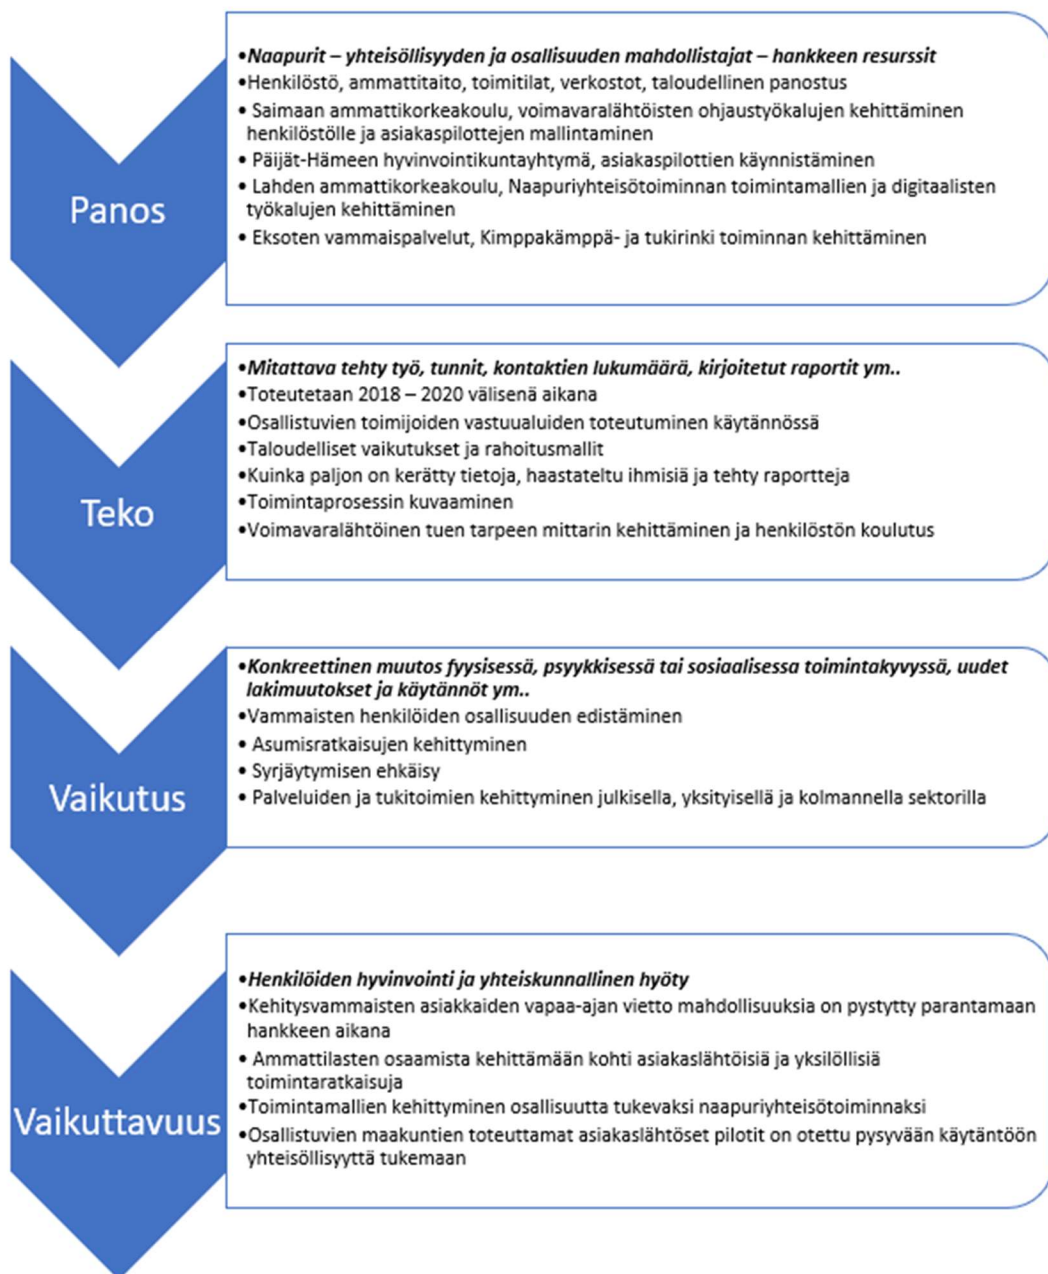 Panos
•Naapurit – yhteisöllisyyden ja osallisuuden mahdollistajat – hankkeen resurssit
•Henkilöstö, ammattitaito, toimitilat, verkostot, taloudellinen panostus
• Saimaan ammattikorkeakoulu, voimavaralähtöisten ohjaustyökalujen kehittäminen
henkilöstölle ja asiakaspilottejen mallintaminen
•Päijät-Hämeen hyvinvointikuntayhtymä, asiakaspilottien käynnistäminen
• Lahden ammattikorkeakoulu, Naapuriyhteisötoiminnan toimintamallien ja digitaalisten
työkalujen kehittäminen
• Eksoten vammaispalvelut, Kimppakämppä- ja tukirinki toiminnan kehittäminen
Teko
•Mitattava tehty työ, tunnit, kontaktien lukumäärä, kirjoitetut raportit ym..
•Toteutetaan 2018 – 2020 välisenä aikana
•Osallistuvien toimijoiden vastuualuiden toteutuminen käytännössä
•Taloudelliset vaikutukset ja rahoitusmallit
•Kuinka paljon on kerätty tietoja, haastateltu ihmisiä ja tehty raportteja
•Toimintaprosessin kuvaaminen
•Voimavaralähtöinen tuen tarpeen mittarin kehittäminen ja henkilöstön koulutus
Vaikutus
•Konkreettinen muutos fyysisessä, psyykkisessä tai sosiaalisessa toimintakyvyssä, uudet
lakimuutokset ja käytännöt ym..
•Vammaisten henkilöiden osallisuuden edistäminen
• Asumisratkaisujen kehittyminen
• Syrjäytymisen ehkäisy
• Palveluiden ja tukitoimien kehittyminen julkisella, yksityisellä ja kolmannella sektorilla
Vaikuttavuus
•Henkilöiden hyvinvointi ja yhteiskunnallinen hyöty
•Kehitysvammaisten asiakkaiden vapaa-ajan vietto mahdollisuuksia on pystytty parantamaan
hankkeen aikana
• Ammattilasten osaamista kehittämään kohti asiakaslähtöisiä ja yksilöllisiä
toimintaratkaisuja
•Toimintamallien kehittyminen osallisuutta tukevaksi naapuriyhteisötoiminnaksi
•Osallistuvien maakuntien toteuttamat asiakaslähtöset pilotit on otettu pysyvään käytäntöön
yhteisöllisyyttä tukemaan